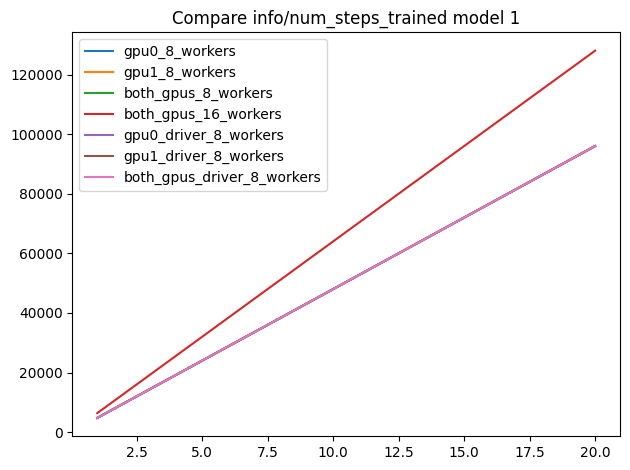 Compare info/num_steps_trained model 1
gpu0_8_workers
gpu1_8_workers
both_gpus_8_workers
both_gpus_16_workers
gpu0_driver_8_workers
gpu1_driver_8_workers
both_gpus_driver_8_workers
120000
100000
80000
60000
40000
20000
0
2.5 5.0 7.5 10.0 12.5 15.0 17.5 20.0